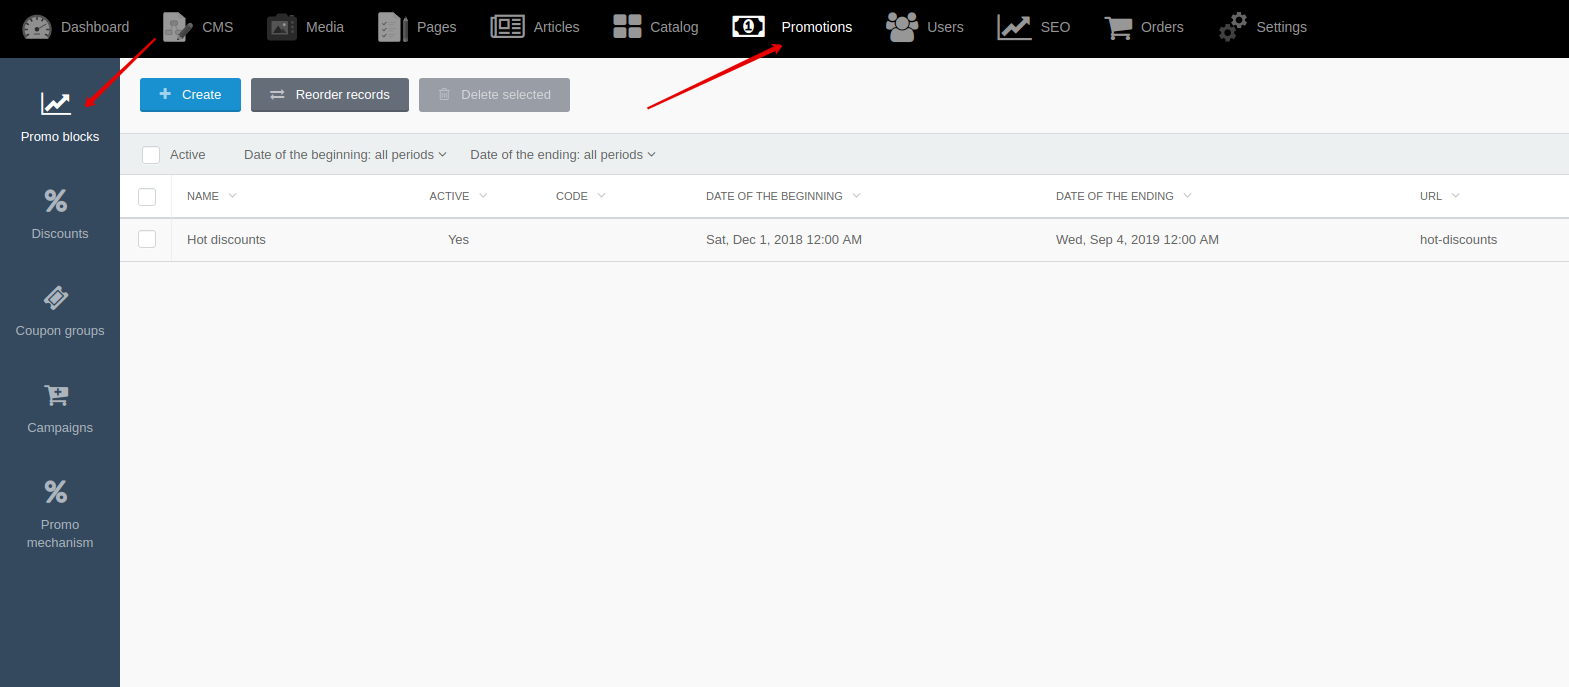 Dashboard CMS Media Pages Articles Catalog Promotions Users SEO Orders Settings
Promo blocks
Discounts
Coupon groups
Campaigns
Promo
mechanism
Create Reorder records Delete selected
Active Date of the beginning: all periods Date of the ending: all periods
NAME ACTIVE CODE DATE OF THE BEGINNING DATE OF THE ENDING URL
Hot discounts Yes Sat, Dec 1, 2018 12:00 AM Wed, Sep 4, 2019 12:00 AM hot-discounts